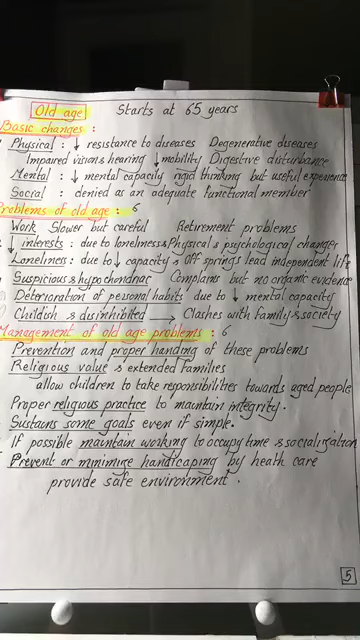 Old age Starts at 65 years
Basic changes :
Physical : ↓ resistance to diseases Degenerative diseases
Impaired vision & hearing ↓ mobility Digestive disturbance
Mental : ↓ mental capacity rigid thinking but useful experience
Social : denied as an adequate functional member
Problems of old age : 6
Work Slower but careful Retirement problems
↓ interests : due to loneliness & Physical & psychological changes
Loneliness : due to ↓ capacity & Off springs lead independent life
Suspicious & hypochondriac Complains but no organic evidence
Deterioration of personal habits due to ↓ mental capacity
Childish & disinhibited → Clashes with family & society
Management of old age problems : 6
Prevention and proper handing of these problems
Religious value & extended families
allow children to take responsibilities towards aged people
Proper religious practice to maintain integrity.
Sustains some goals even if simple.
If possible maintain working to occupy time & socialization
Prevent or minimize handicaping by heath care
provide safe environment.
5